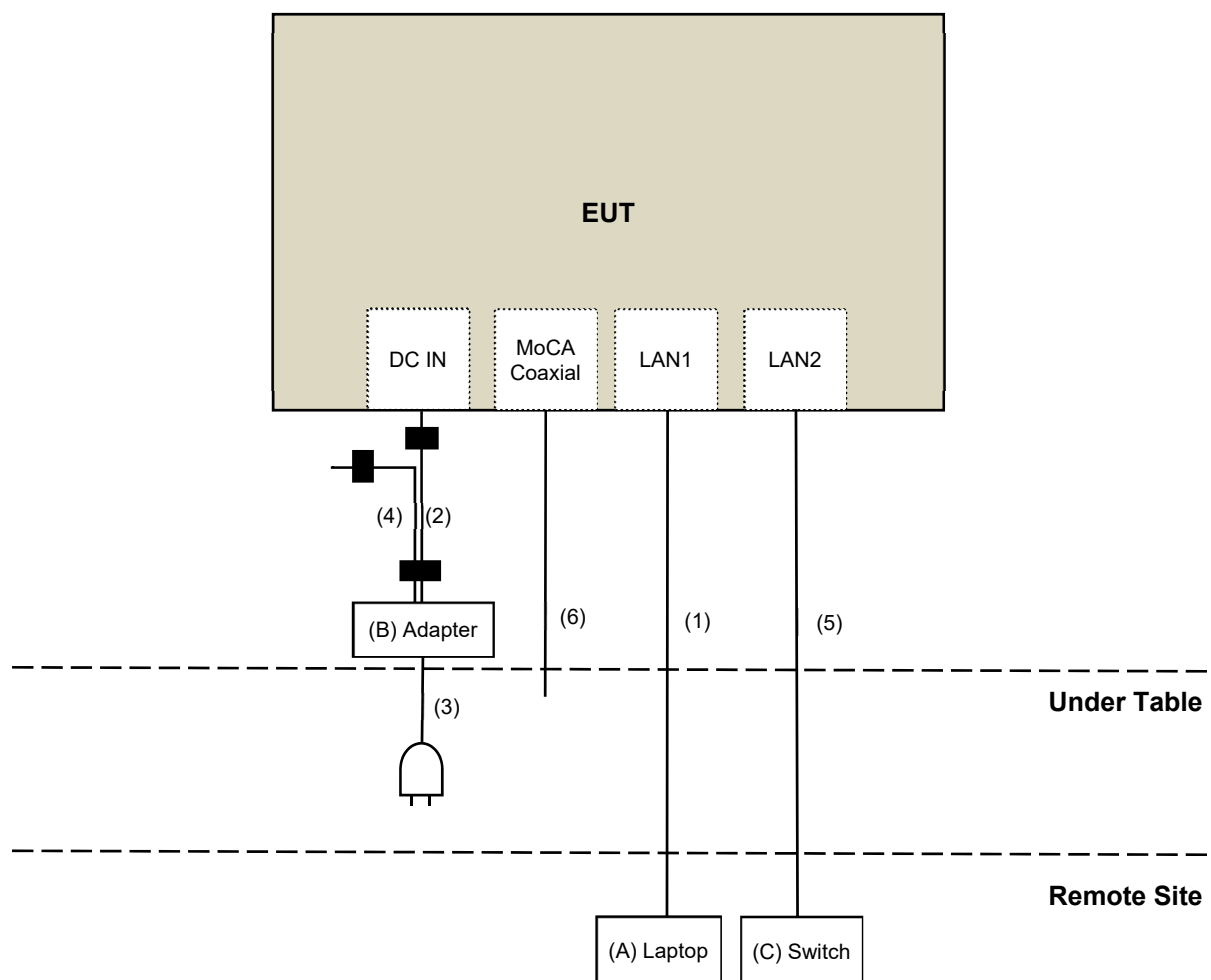 EUT
DC IN
MoCA
Coaxial
LAN1
LAN2
(4)
(2)
(B) Adapter
(6)
(1)
(5)
(3)
Under Table
Remote Site
(A) Laptop
(C) Switch